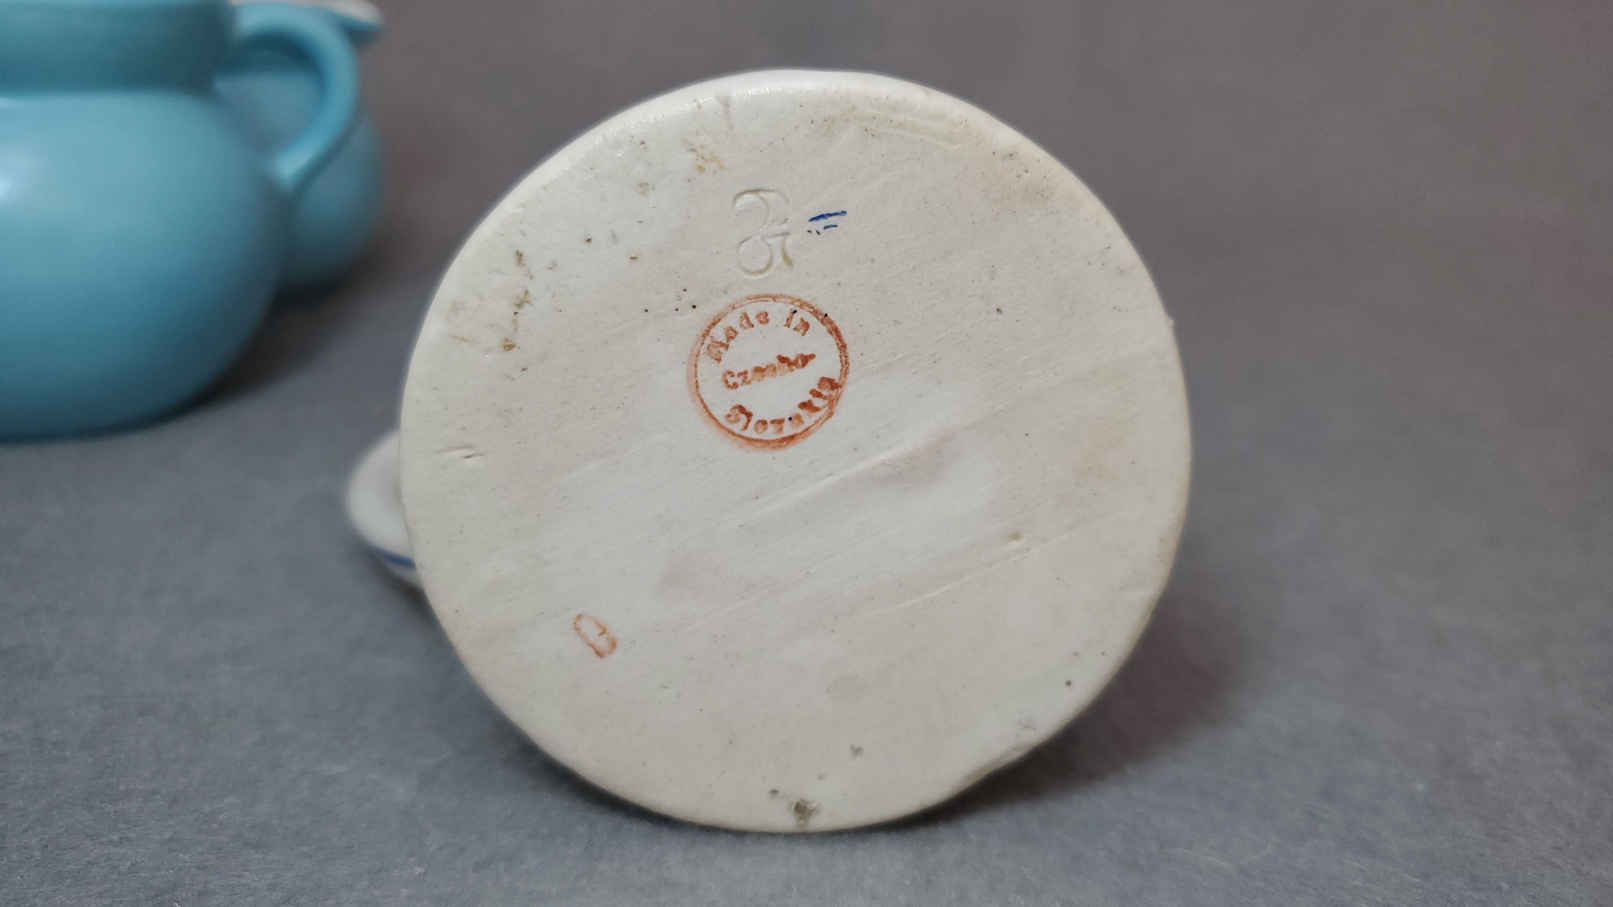 Made in
Czecho-
Slovakia